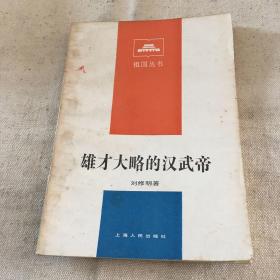 祖国丛书
雄才大略的汉武帝
刘修明著
上海人民出版社